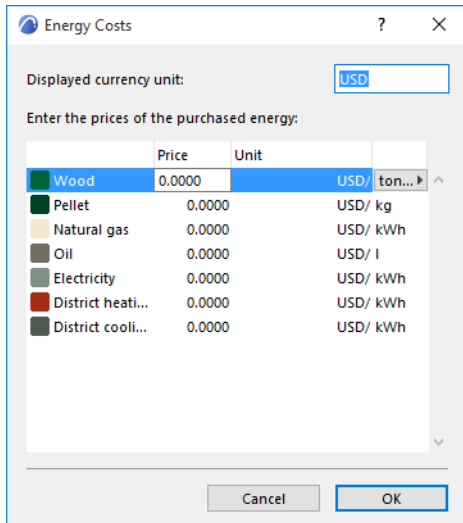 Energy Costs ?
Displayed currency unit: USD
Enter the prices of the purchased energy:
Price Unit
Wood 0.0000 USD/ ton...
Pellet 0.0000 USD/ kg
Natural gas 0.0000 USD/ kWh
Oil 0.0000 USD/ l
Electricity 0.0000 USD/ kWh
District heati... 0.0000 USD/ kWh
District cooli... 0.0000 USD/ kWh
Cancel OK